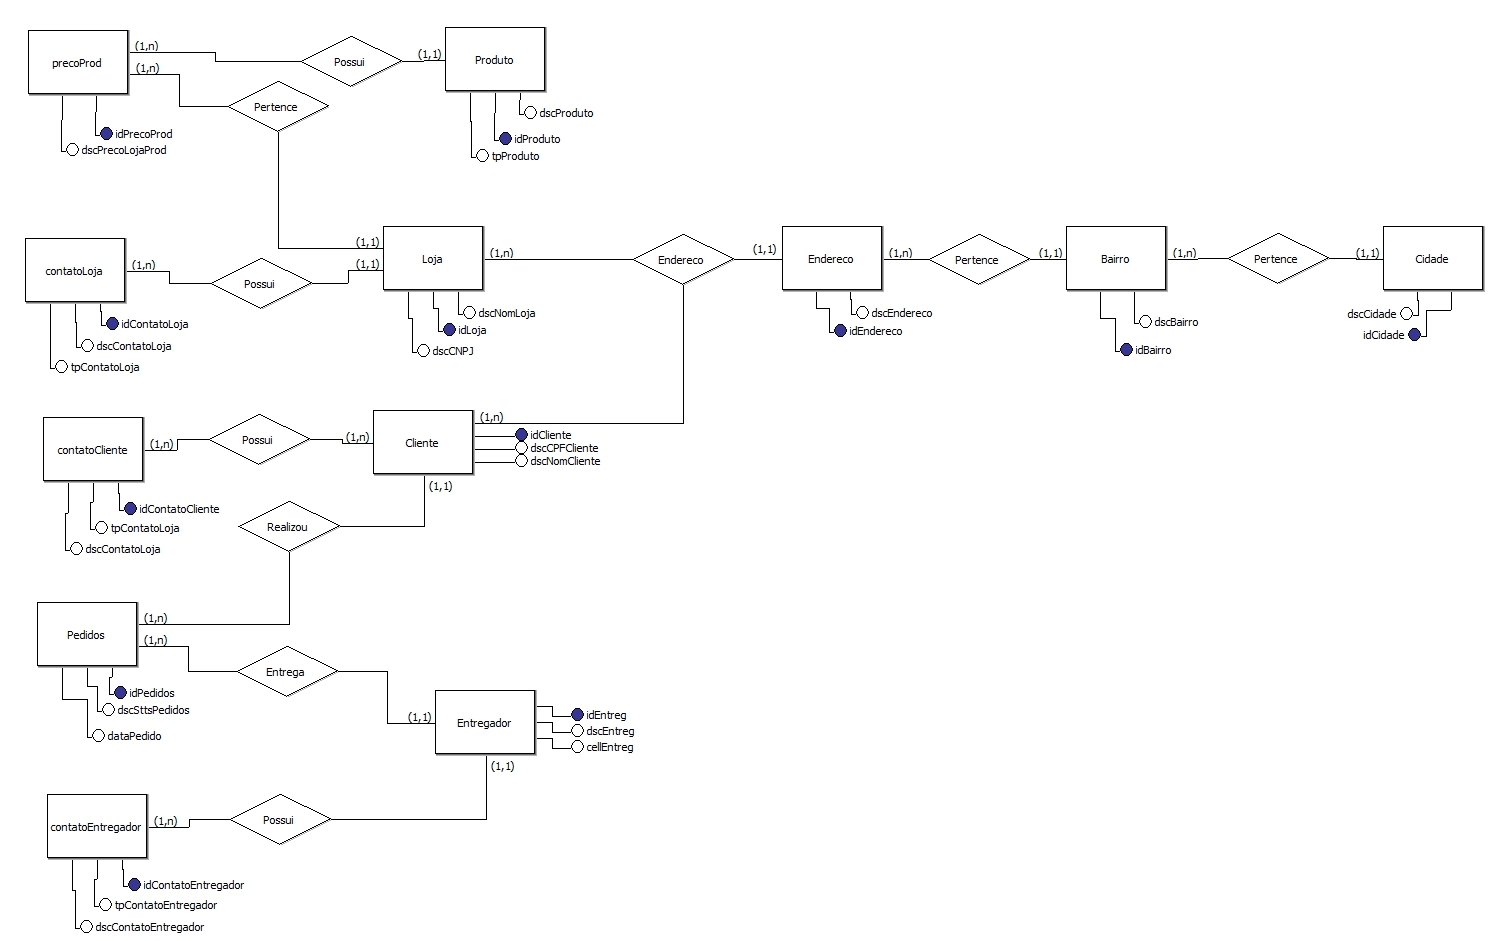 precoProd
(1,n)
(1,n)
Possui
(1,1)
Produto
Pertence
idPrecoProd
dscPrecoLojaProd
dscProduto
idProduto
tpProduto
contatoLoja
(1,n)
Possui
(1,1)
(1,1)
Loja
(1,n)
Endereco
(1,1)
Endereco
(1,n)
Pertence
(1,1)
Bairro
(1,n)
Pertence
(1,1)
Cidade
idContatoLoja
dscContatoLoja
tpContatoLoja
dscNomLoja
idLoja
dscCNPJ
dscEndereco
idEndereco
dscBairro
idBairro
dscCidade
idCidade
contatoCliente
(1,n)
Possui
(1,n)
Cliente
(1,n)
idCliente
dscCPFCliente
dscNomCliente
(1,1)
idContatoCliente
tpContatoLoja
dscContatoLoja
Realizou
Pedidos
(1,n)
(1,n)
Entrega
(1,1)
Entregador
idPedidos
dscSttsPedidos
dataPedido
idEntreg
dscEntreg
cellEntreg
(1,1)
contatoEntregador
(1,n)
Possui
idContatoEntregador
tpContatoEntregador
dscContatoEntregador